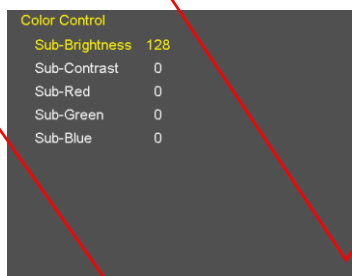 Color Control
Sub-Brightness 128
Sub-Contrast 0
Sub-Red 0
Sub-Green 0
Sub-Blue 0